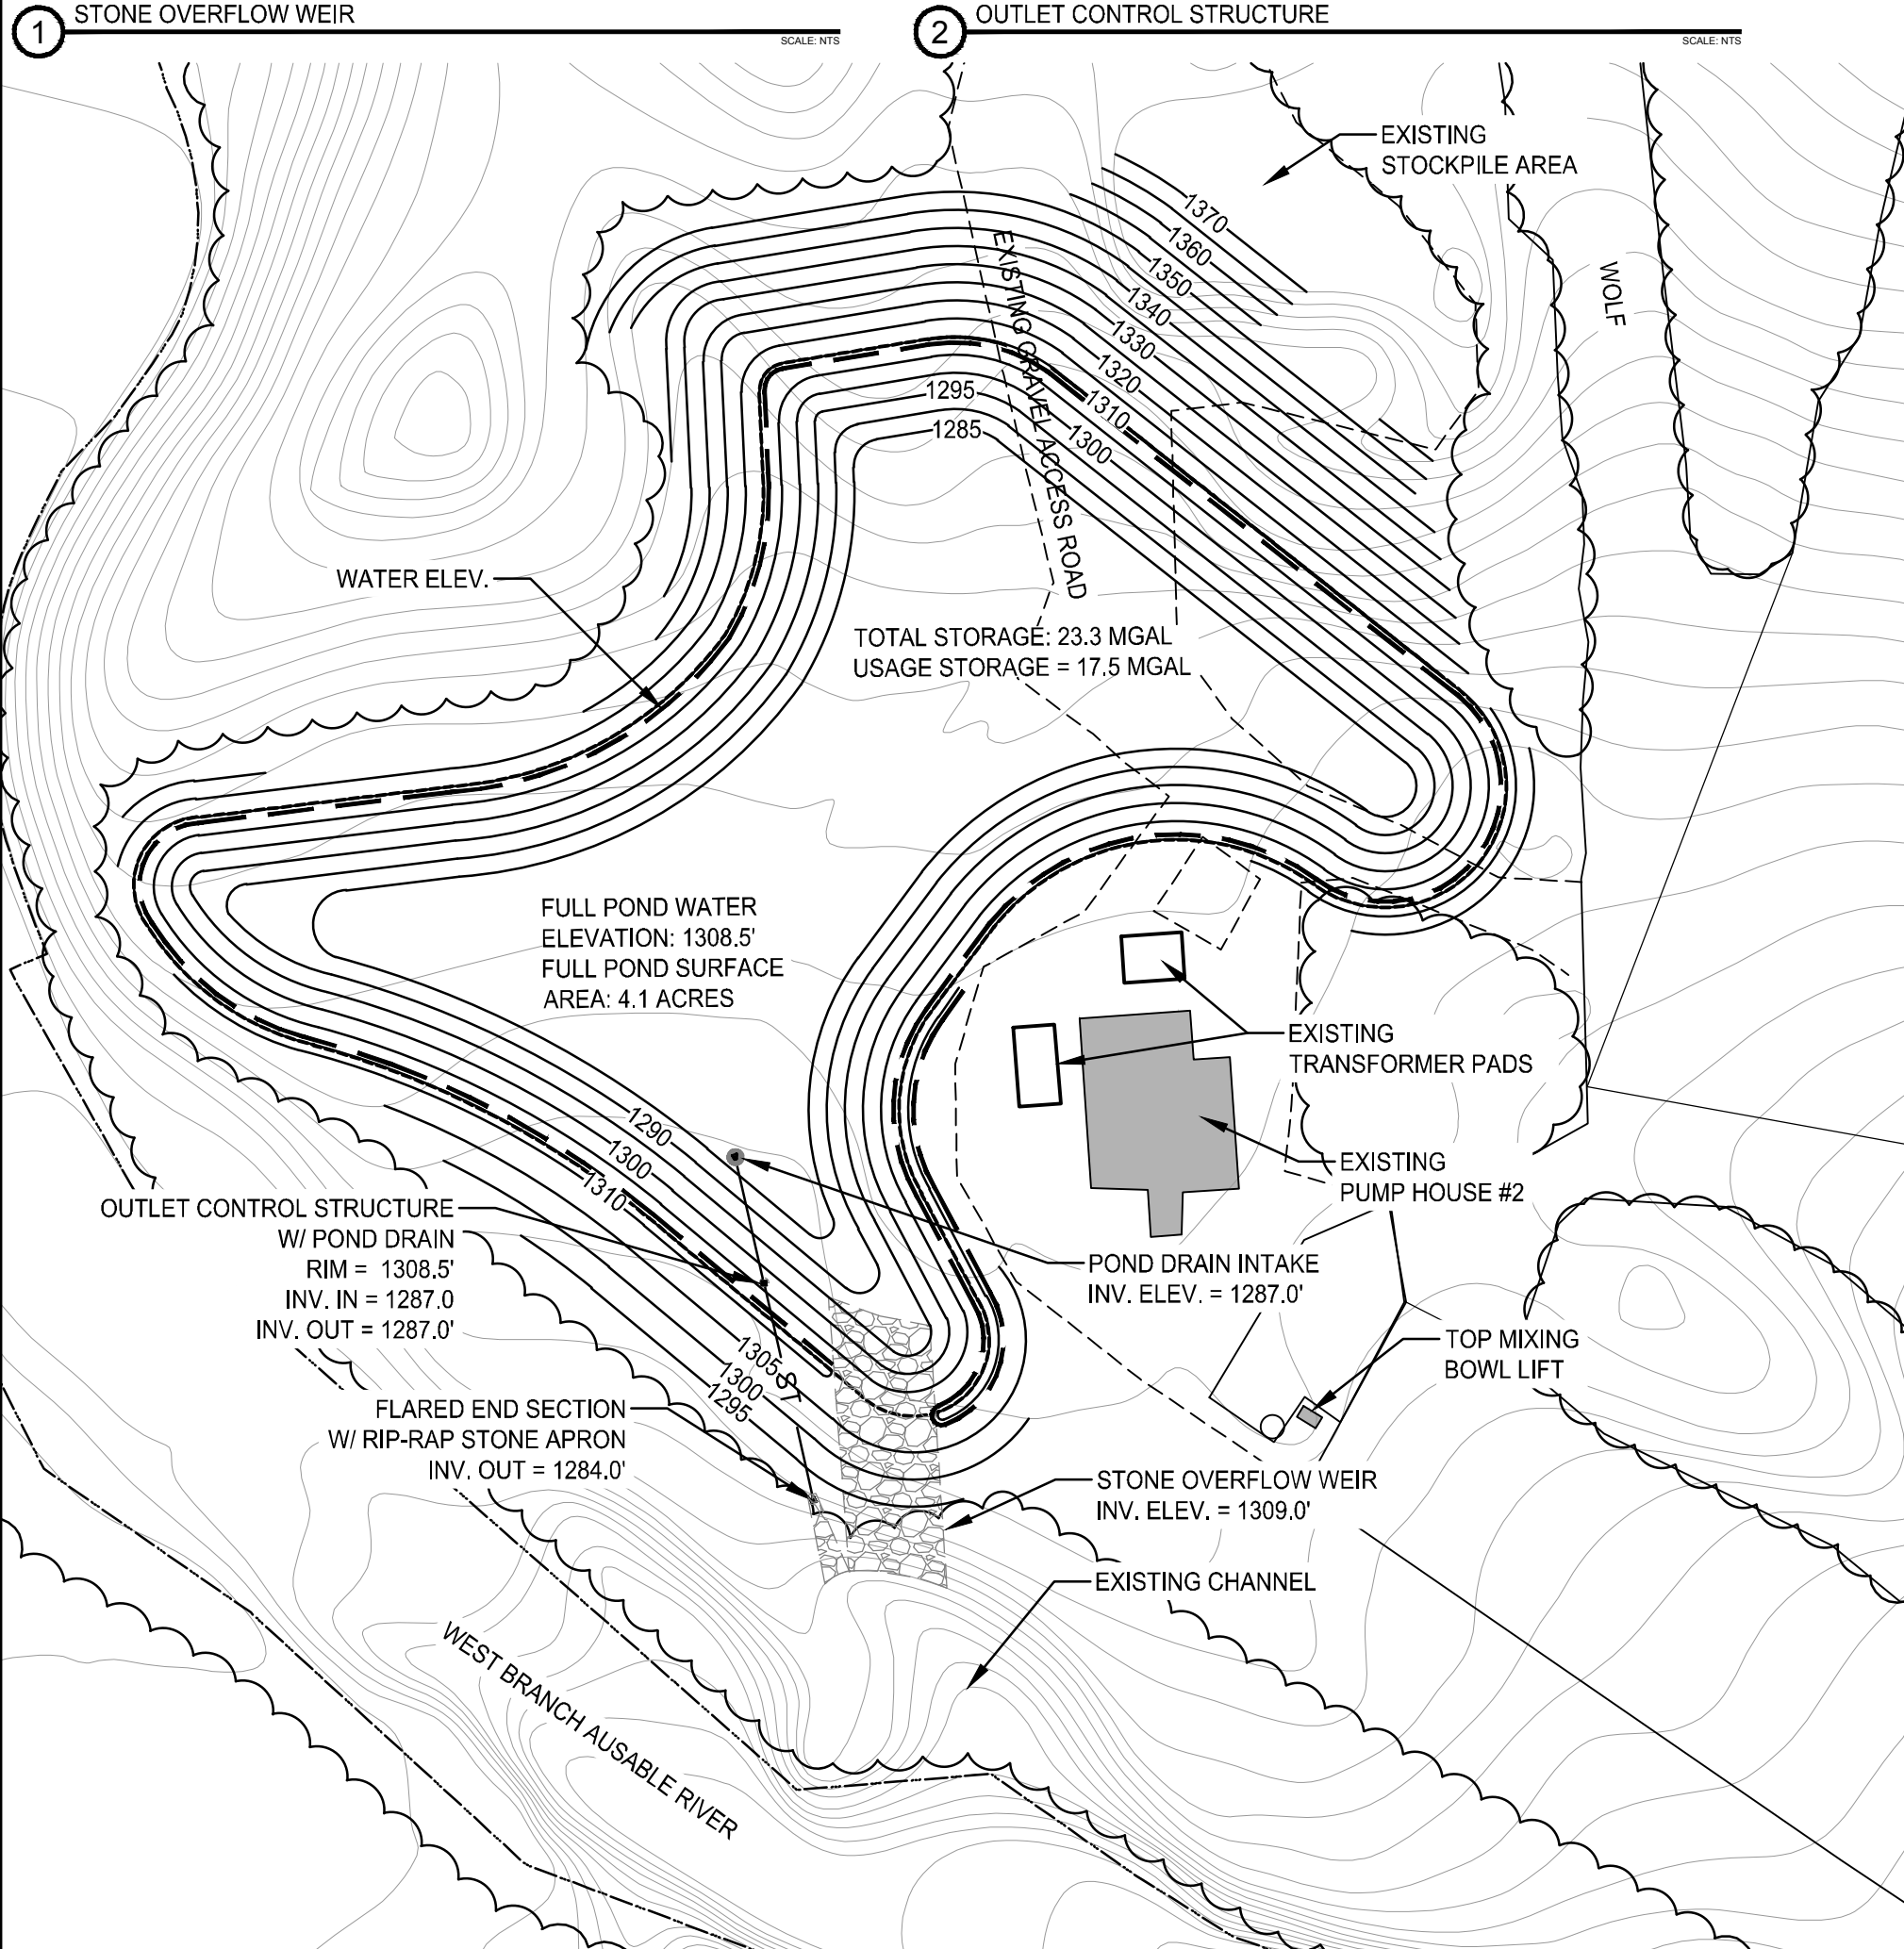 1
STONE OVERFLOW WEIR
SCALE: NTS
2
OUTLET CONTROL STRUCTURE
SCALE: NTS
EXISTING
STOCKPILE AREA
1370
1360
1350
1340
1330
1320
1310
1300
1295
1285
EXISTING GRAVEL ACCESS ROAD
WOLF
WATER ELEV.
TOTAL STORAGE: 23.3 MGAL
USAGE STORAGE = 17.5 MGAL
FULL POND WATER
ELEVATION: 1308.5'
FULL POND SURFACE
AREA: 4.1 ACRES
EXISTING
TRANSFORMER PADS
1290
1300
1310
EXISTING
PUMP HOUSE #2
OUTLET CONTROL STRUCTURE
W/ POND DRAIN
RIM = 1308.5'
INV. IN = 1287.0
INV. OUT = 1287.0'
POND DRAIN INTAKE
INV. ELEV. = 1287.0'
TOP MIXING
BOWL LIFT
1305
1300
1295
ST
FLARED END SECTION
W/ RIP-RAP STONE APRON
INV. OUT = 1284.0'
STONE OVERFLOW WEIR
INV. ELEV. = 1309.0'
EXISTING CHANNEL
WEST BRANCH AUSABLE RIVER